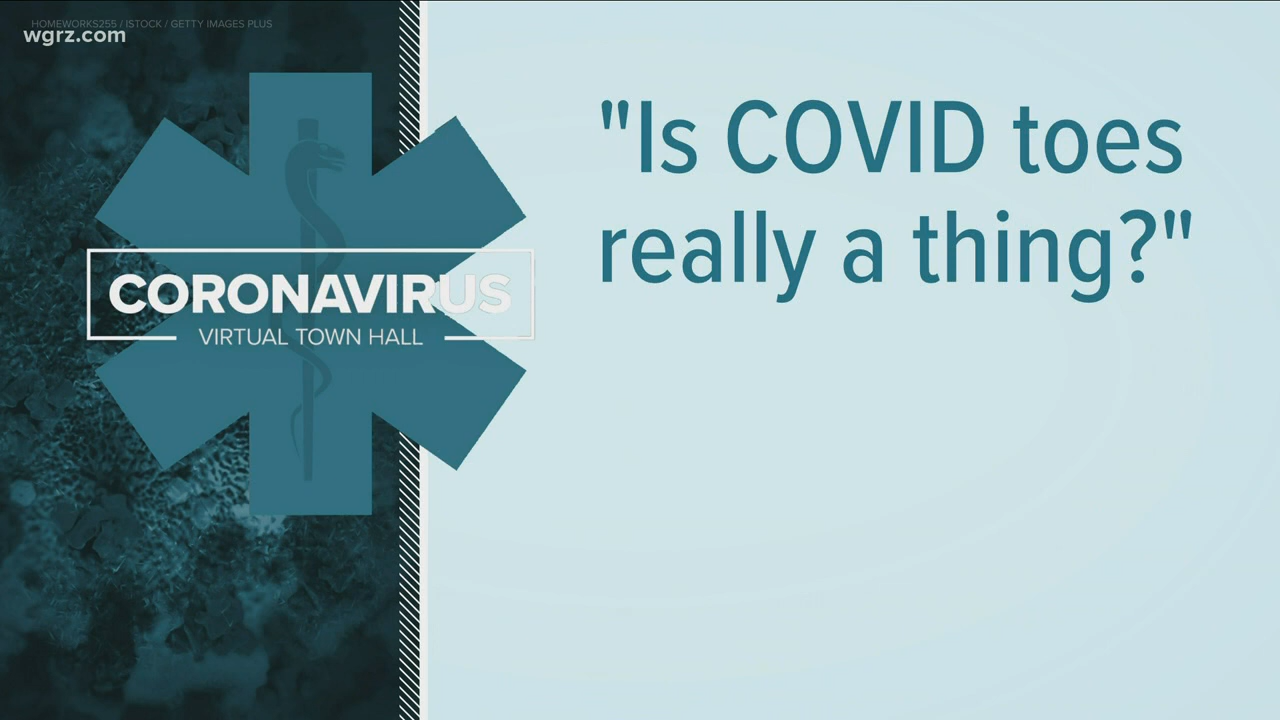 HOMEWORKS255 / ISTOCK / GETTY IMAGES PLUS
wgrz.com
CORONAVIRUS
VIRTUAL TOWN HALL
"Is COVID toes
really a thing?"